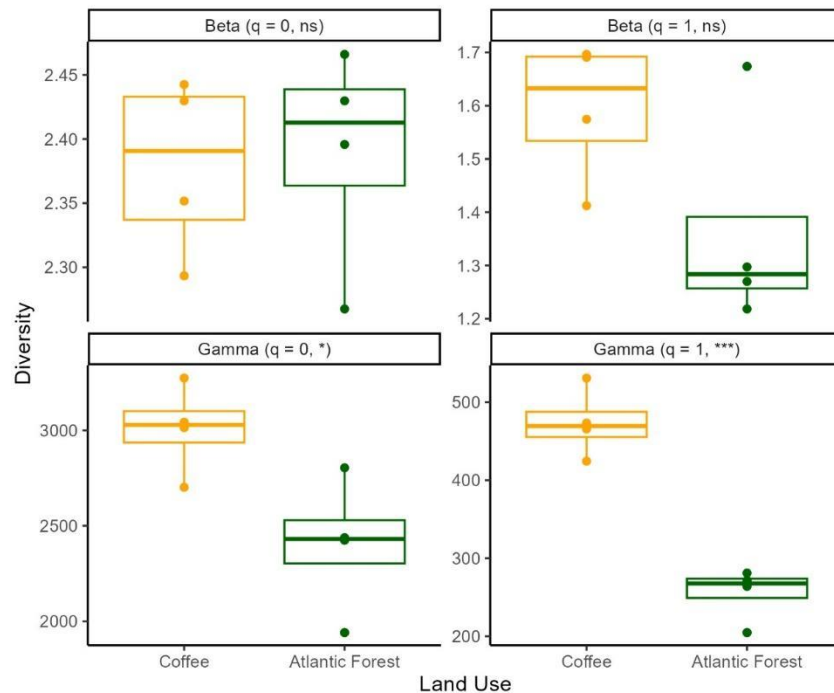 Beta (q = 0, ns)
Beta (q = 1, ns)
2.45
2.40
2.35
2.30
1.7
1.6
1.5
1.4
1.3
1.2
Diversity
Gamma (q = 0, *)
Gamma (q = 1, ***)
3000
2500
2000
500
400
300
200
Coffee
Atlantic Forest
Coffee
Atlantic Forest
Land Use